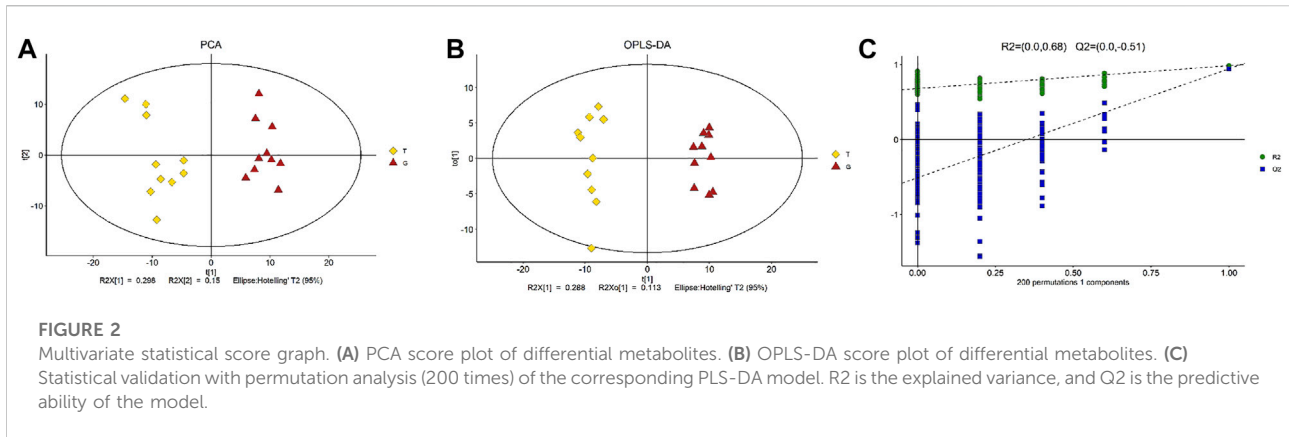 A
PCA
10
0
-10
t[2]
-20
-10
0
10
20
t[1]
R2X[1] = 0.298 R2X[2] = 0.15 Ellipse:Hotelling' T2 (95%)
T
G
B
OPLS-DA
10
5
0
-5
-10
to[1]
-20
-10
0
10
20
t[1]
R2X[1] = 0.288 R2Xo[1] = 0.113 Ellipse:Hotelling' T2 (95%)
T
G
C
R2=(0.0,0.68) Q2=(0.0,-0.51)
1
0
-1
0.00
0.25
0.50
0.75
1.00
200 permutations 1 components
R2
Q2
FIGURE 2
Multivariate statistical score graph. (A) PCA score plot of differential metabolites. (B) OPLS-DA score plot of differential metabolites. (C)
Statistical validation with permutation analysis (200 times) of the corresponding PLS-DA model. R2 is the explained variance, and Q2 is the predictive
ability of the model.